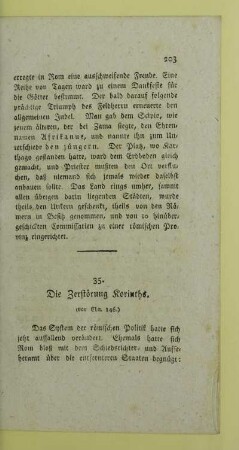 203
erregte in Rom eine ausschweifende Freude. Eine
Reihe von Tagen ward zu einem Dankfeste für
die Götter bestimmt. Der bald darauf folgende
prächtige Triumph des Feldherrn erneuerte den
allgemeinen Jubel. Man gab dem Scipio, wie
jenem älteren, der bei Zama siegte, den Ehren-
namen Afrikanus, und nannte ihn zum Un-
terschiede den jüngern. Der Platz, wo Kar-
thago gestanden hatte, ward dem Erdboden gleich
gemacht, und Priester mußten den Ort verflu-
chen, daß niemand sich jemals wieder daselbst
anbauen sollte. Das Land rings umher, sammt
allen übrigen darin liegenden Städten, wurde
theils den Utikern geschenkt, theils von den Rö-
mern in Besitz genommen, und von 10 hinüber-
geschickten Commissarien zu einer römischen Pro-
vinz eingerichtet.
35.
Die Zerstörung Korinths.
(vor Chr. 146.)
Das System der römischen Politik hatte sich
jetzt auffallend verändert. Ehemals hatte sich
Rom bloß mit dem Schiedsrichter- und Aufse-
heramt über die entfernteren Staaten begnügt: